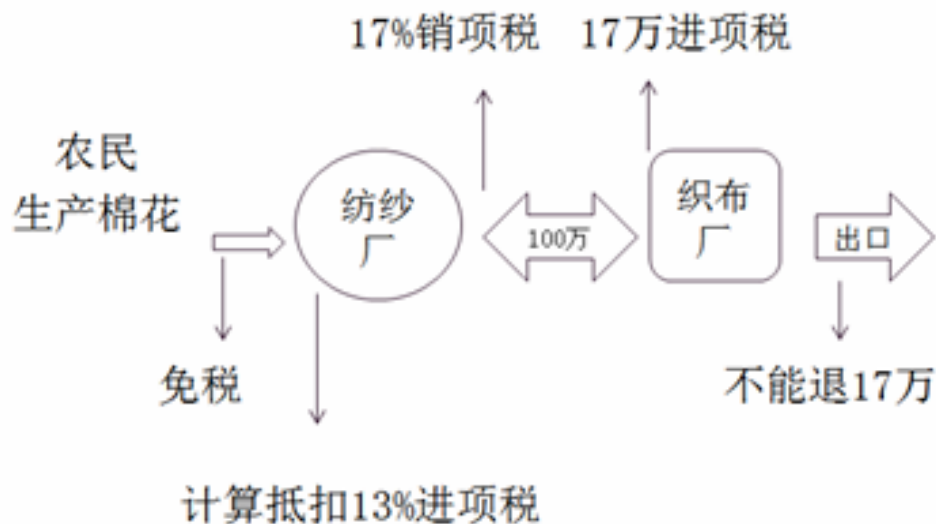 17%销项税
17万进项税
农民
生产棉花
纺纱
厂
100万
织布
厂
出口
免税
不能退17万
计算抵扣13%进项税